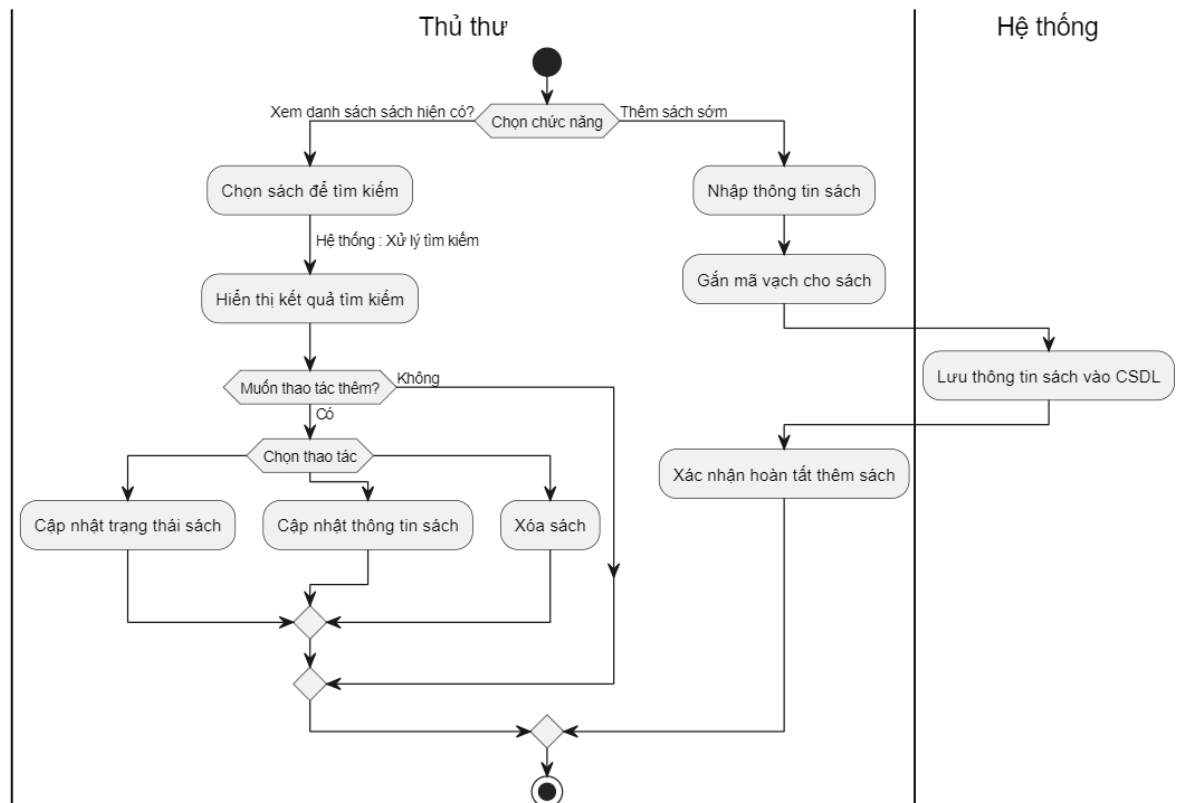 Thủ thư
Hệ thống
Xem danh sách sách hiện có?
Chọn chức năng
Thêm sách sớm
Chọn sách để tìm kiếm
Nhập thông tin sách
Hệ thống : Xử lý tìm kiếm
Gắn mã vạch cho sách
Hiển thị kết quả tìm kiếm
Lưu thông tin sách vào CSDL
Muốn thao tác thêm?
Không
Có
Chọn thao tác
Xác nhận hoàn tất thêm sách
Cập nhật trạng thái sách
Cập nhật thông tin sách
Xóa sách